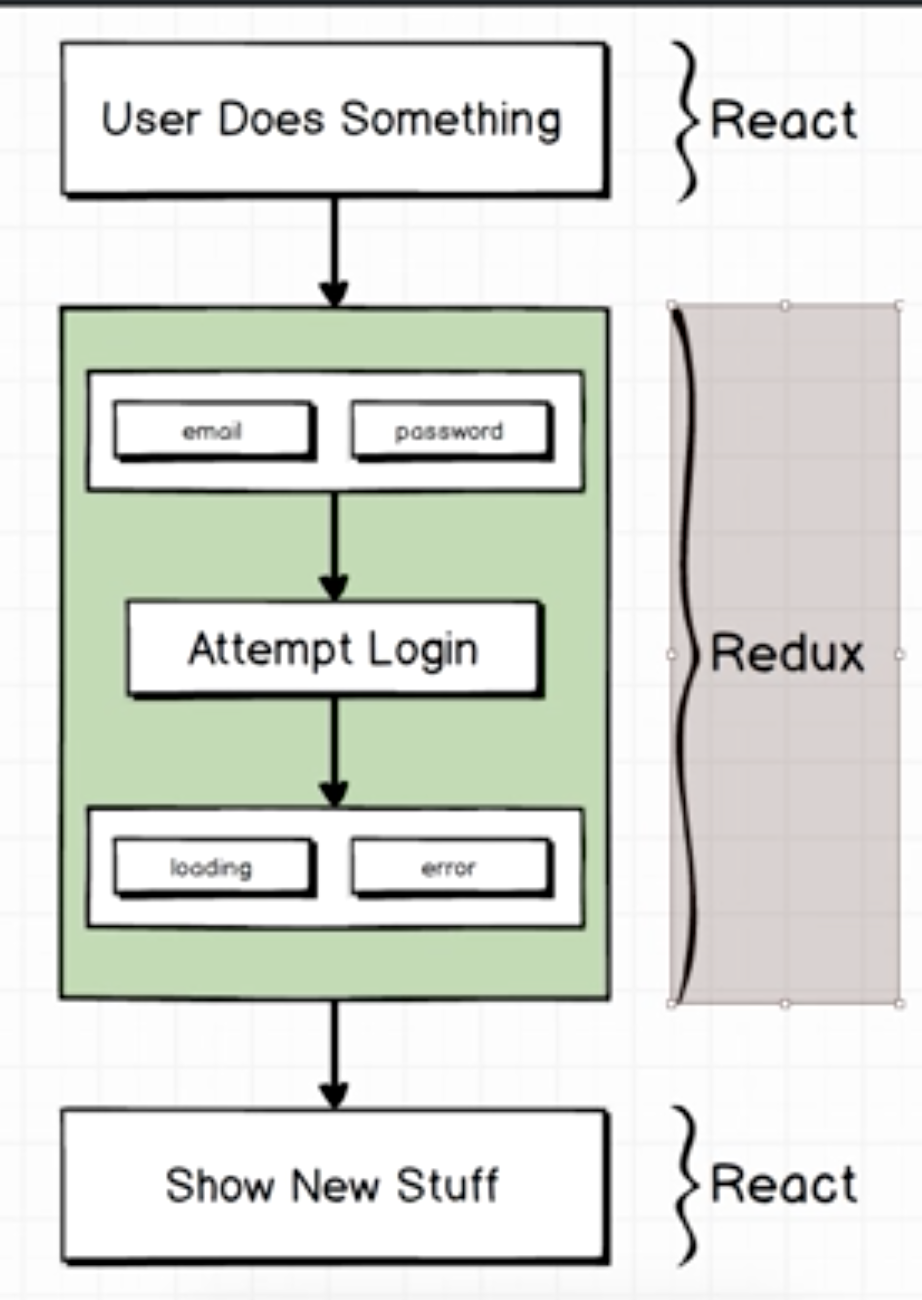 User Does Something
React
email
password
Attempt Login
Redux
loading
error
Show New Stuff
React